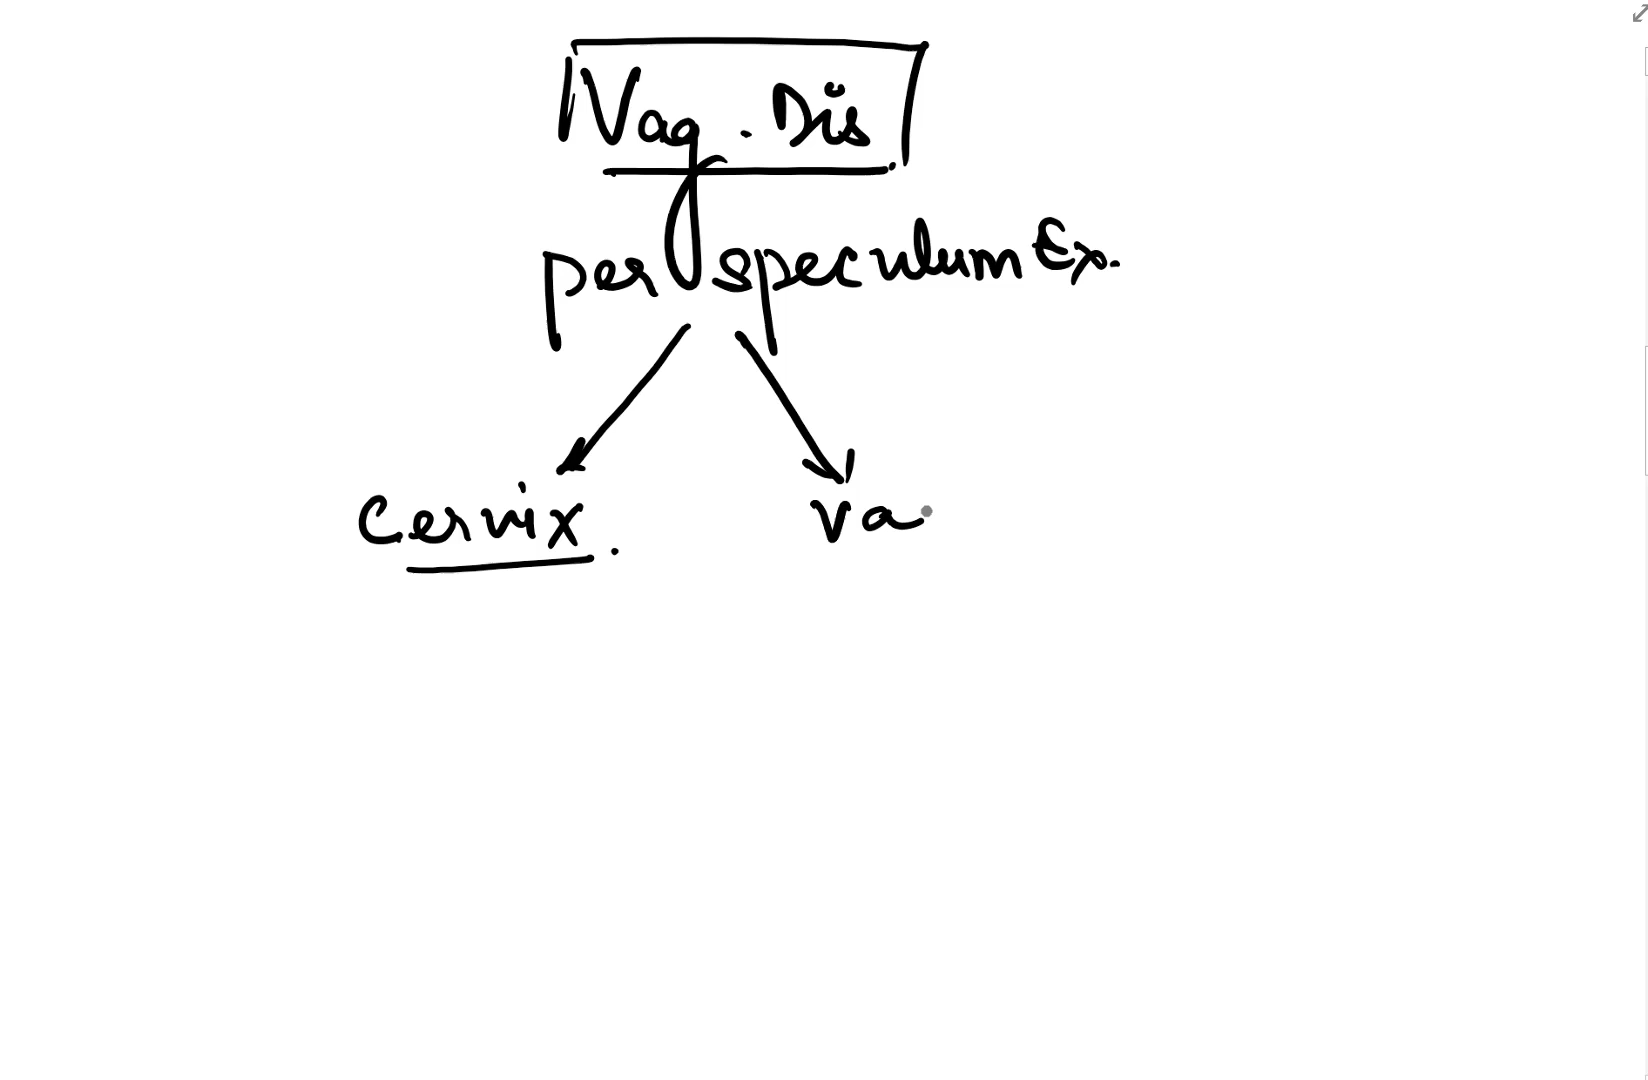 Vag. Dis
per speculum Ex.
Cervix.
va